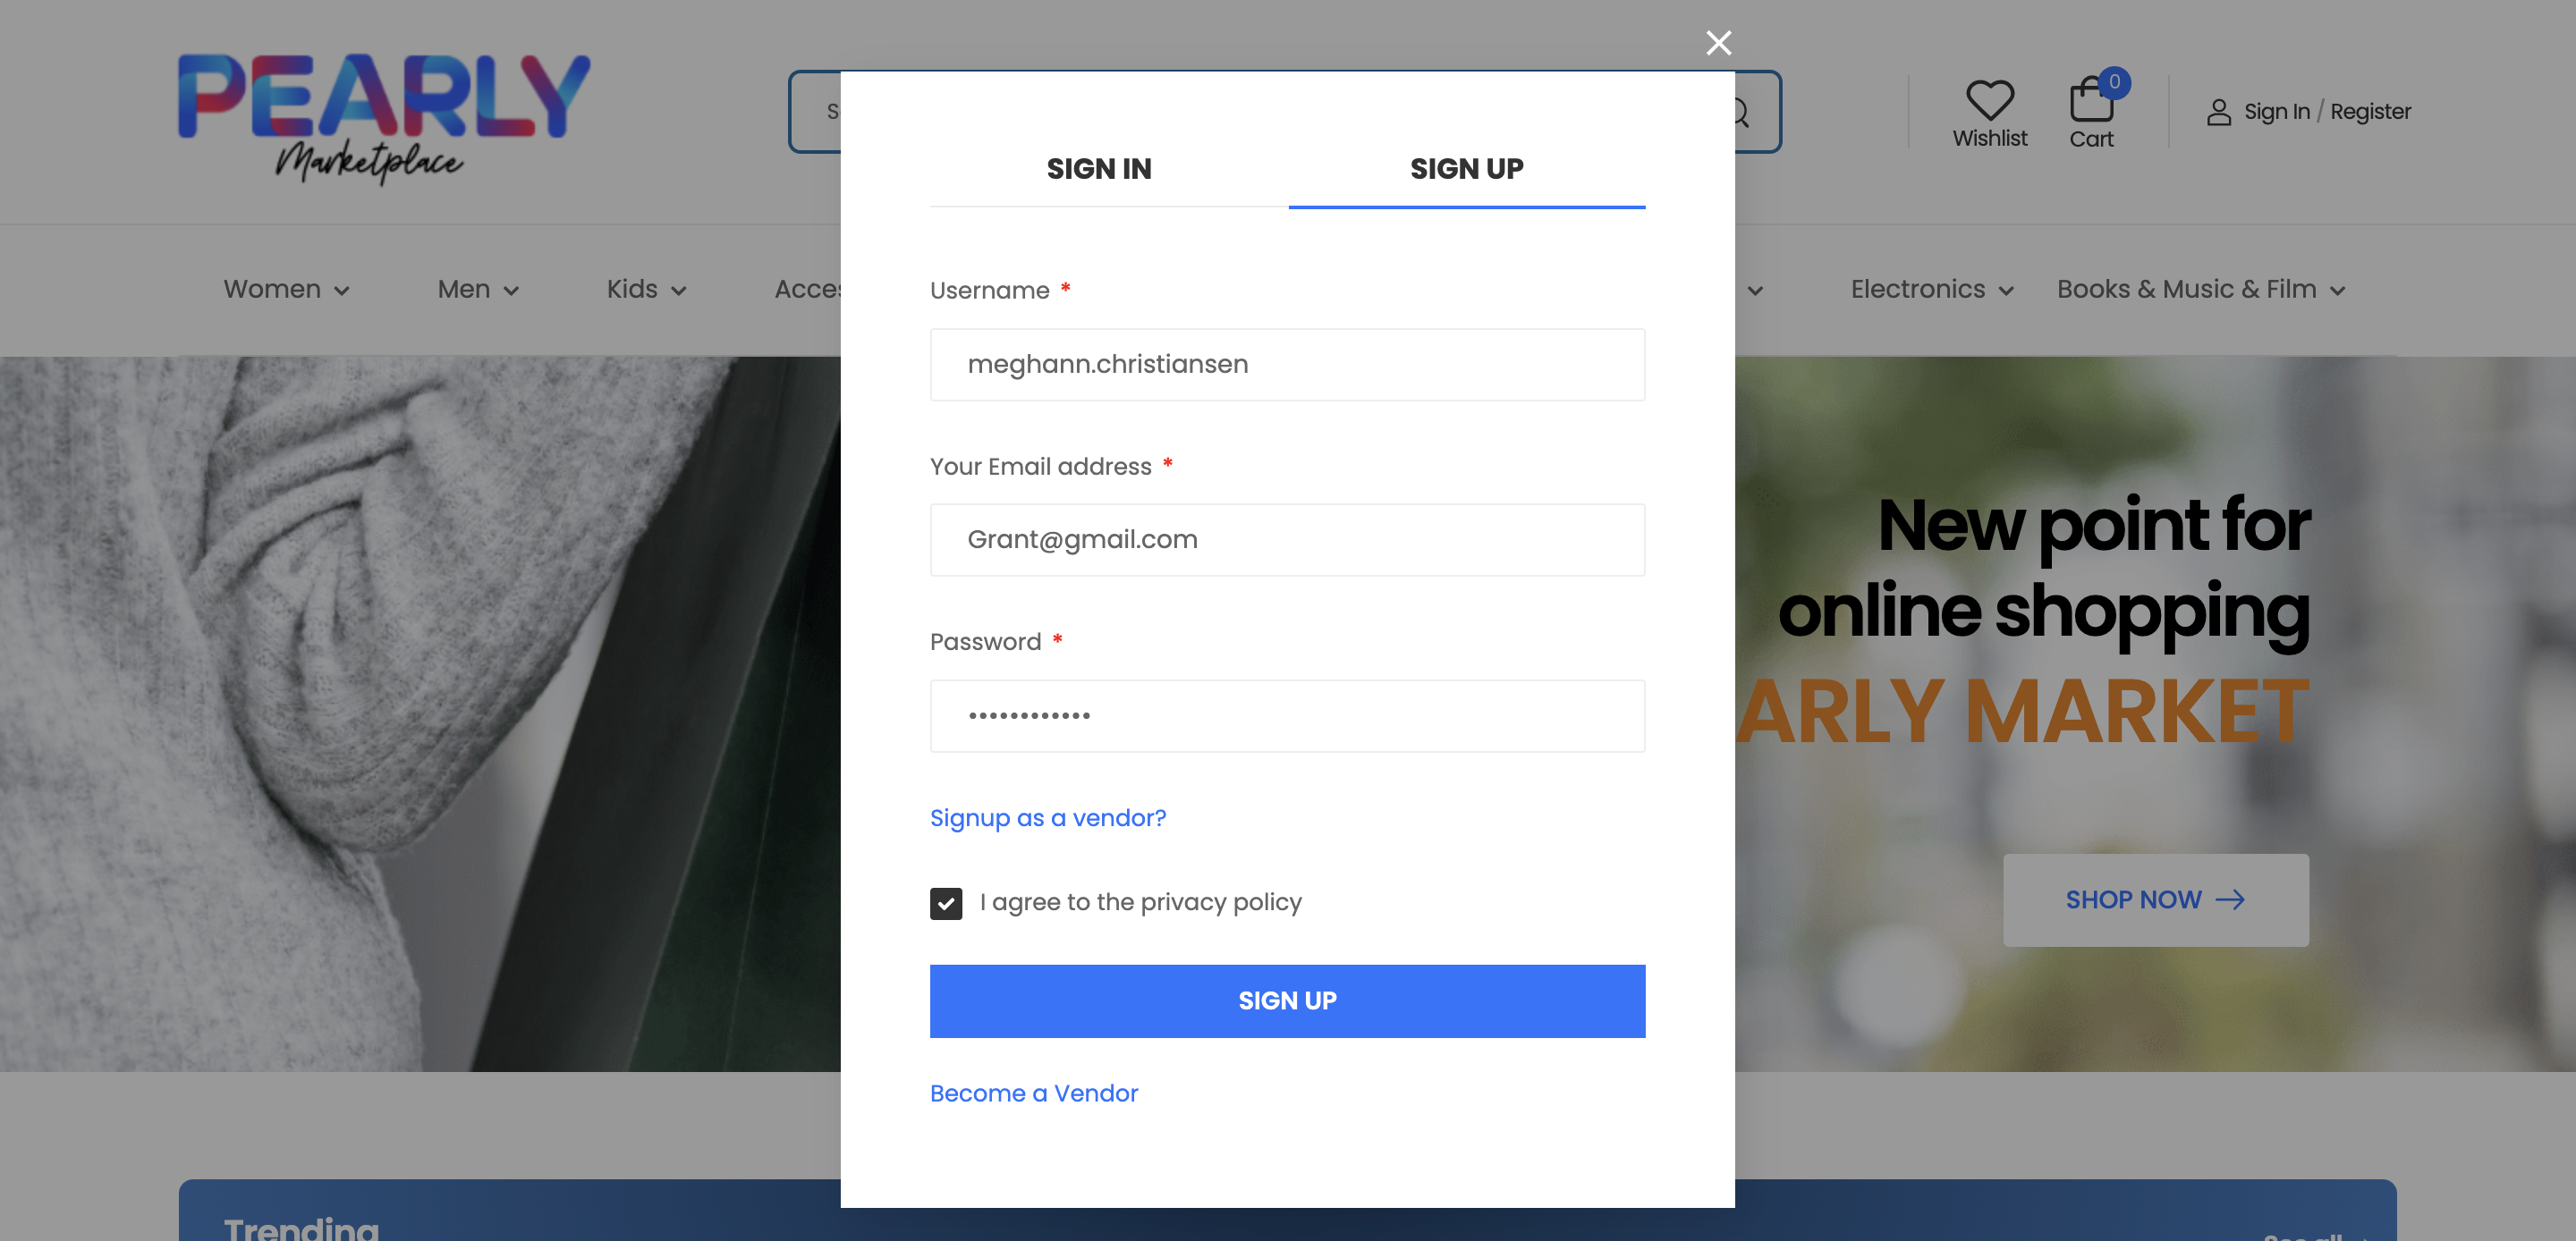 PEARLY
Marketplace
0
Wishlist
Cart
Sign In / Register
SIGN IN
SIGN UP
Women
Men
Kids
Electronics
Books & Music & Film
Username *
meghann.christiansen
Your Email address *
Grant@gmail.com
Password *
••••••••••••
Signup as a vendor?
I agree to the privacy policy
SIGN UP
Become a Vendor
New point for
online shopping
ARLY MARKET
SHOP NOW
Trending
See all